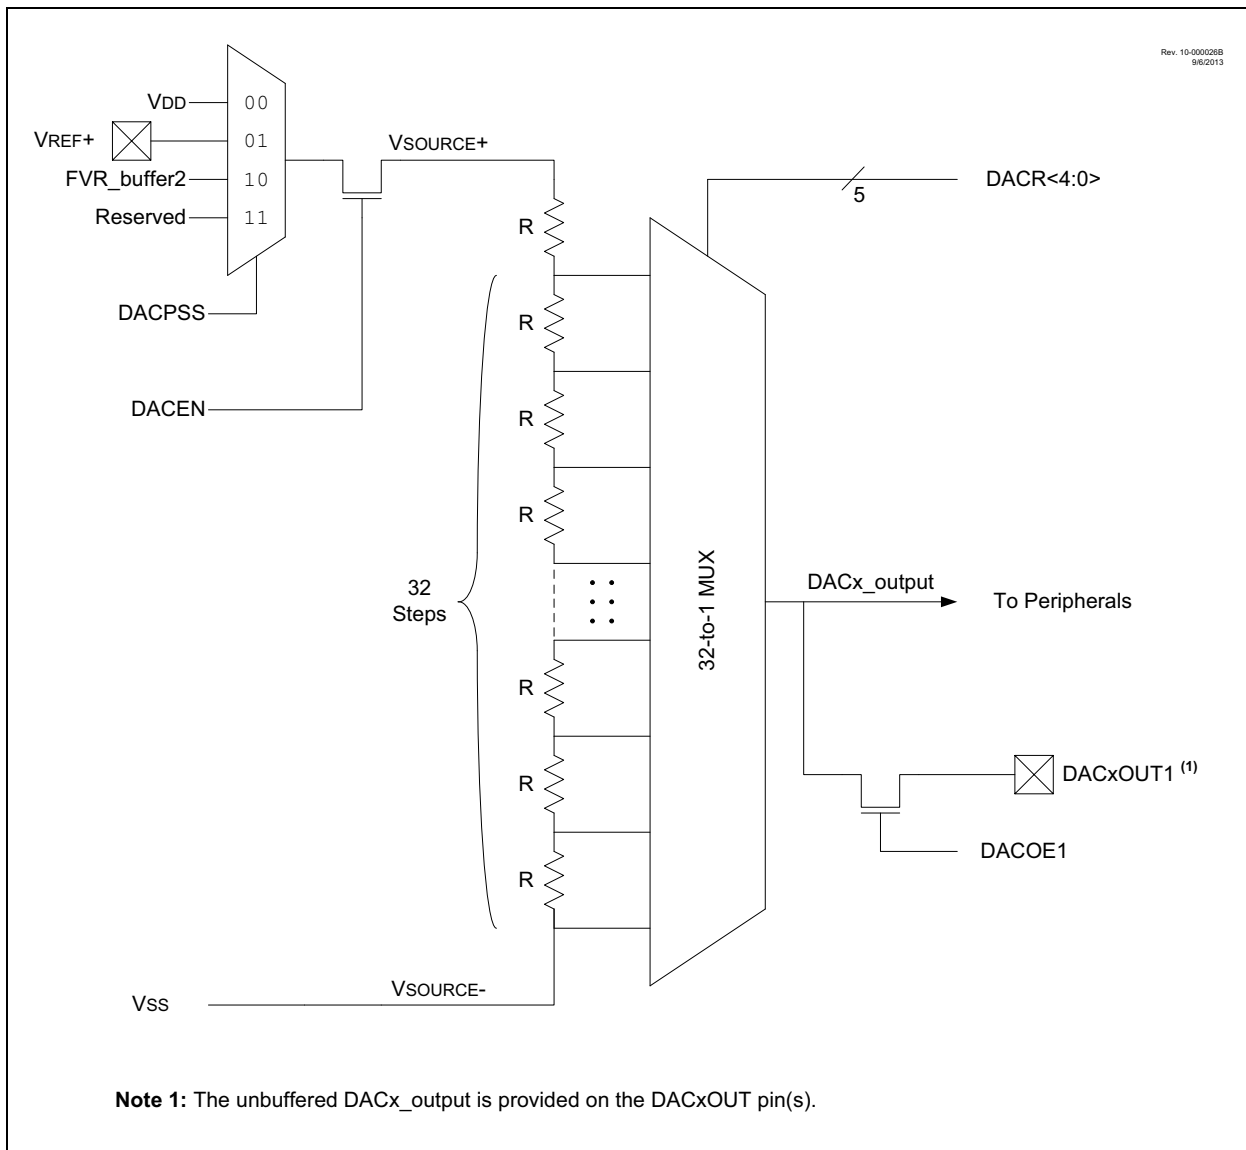 Rev. 10-000026B
9/6/2013
VDD
00
VREF+
01
VSOURCE+
FVR_buffer2
10
DACR<4:0>
5
Reserved
11
R
DACPSS
R
DACEN
R
R
32-to-1 MUX
32
Steps
DACx_output
To Peripherals
R
R
DACxOUT1 (1)
DACOE1
R
VSOURCE-
VSS
Note 1: The unbuffered DACx_output is provided on the DACxOUT pin(s).